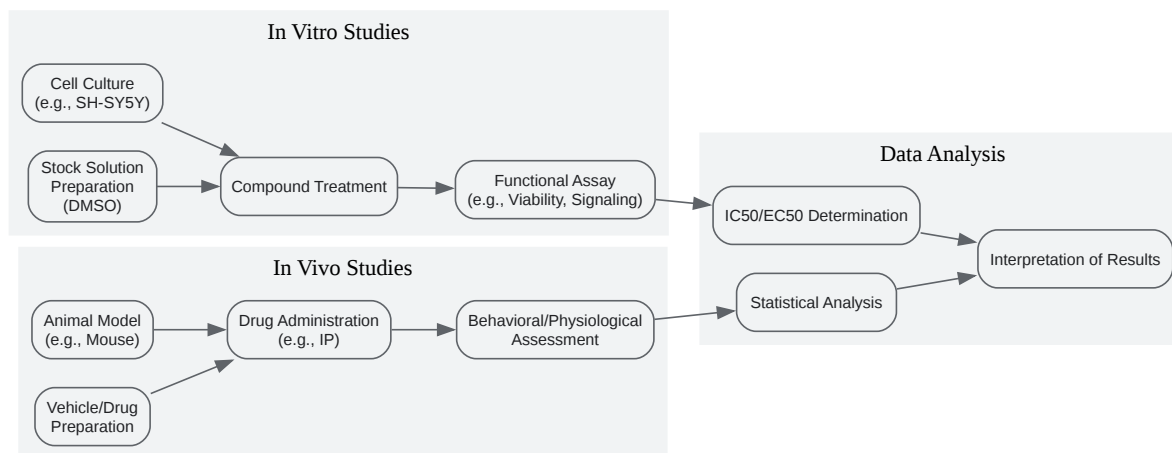 In Vitro Studies
Cell Culture
(e.g., SH-SY5Y)
Stock Solution
Preparation
(DMSO)
Compound Treatment
Functional Assay
(e.g., Viability, Signaling)
In Vivo Studies
Animal Model
(e.g., Mouse)
Vehicle/Drug
Preparation
Drug Administration
(e.g., IP)
Behavioral/Physiological
Assessment
Data Analysis
IC50/EC50 Determination
Statistical Analysis
Interpretation of Results